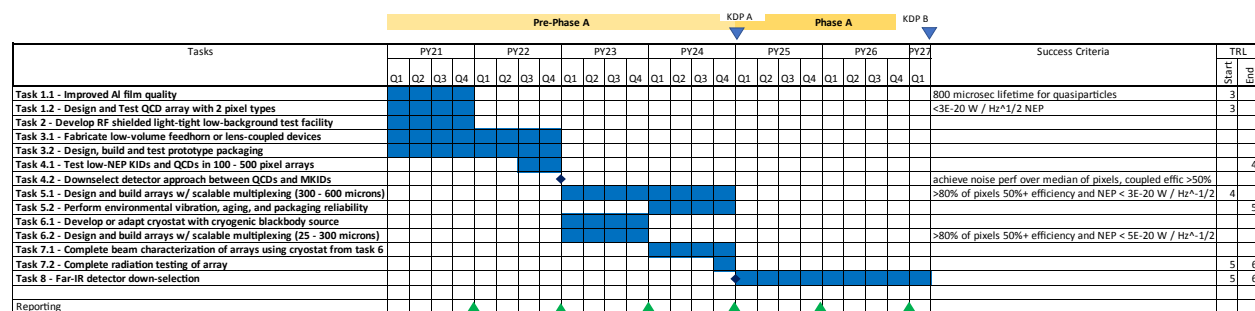 KDP A
KDP B
Pre-Phase A
Phase A
Tasks
PY21
PY22
PY23
PY24
PY25
PY26
PY27
Success Criteria
TRL
Q1 Q2 Q3 Q4 Q1 Q2 Q3 Q4 Q1 Q2 Q3 Q4 Q1 Q2 Q3 Q4 Q1 Q2 Q3 Q4 Q1 Q2 Q3 Q4 Q1
Start
End
Task 1.1 - Improved Al film quality
800 microsec lifetime for quasiparticles
3
Task 1.2 - Design and Test QCD array with 2 pixel types
<3E-20 W / Hz^1/2 NEP
3
Task 2 - Develop RF shielded light-tight low-background test facility
Task 3.1 - Fabricate low-volume feedhorn or lens-coupled devices
Task 3.2 - Design, build and test prototype packaging
Task 4.1 - Test low-NEP KIDs and QCDs in 100 - 500 pixel arrays
4
Task 4.2 - Downselect detector approach between QCDs and MKIDs
achieve noise perf over median of pixels, coupled effic >50%
Task 5.1 - Design and build arrays w/ scalable multiplexing (300 - 600 microns)
>80% of pixels 50%+ efficiency and NEP < 3E-20 W / Hz^-1/2
4
Task 5.2 - Perform environmental vibration, aging, and packaging reliability
5
Task 6.1 - Develop or adapt cryostat with cryogenic blackbody source
Task 6.2 - Design and build arrays w/ scalable multiplexing (25 - 300 microns)
>80% of pixels 50%+ efficiency and NEP < 5E-20 W / Hz^-1/2
Task 7.1 - Complete beam characterization of arrays using cryostat from task 6
Task 7.2 - Complete radiation testing of array
5 6
Task 8 - Far-IR detector down-selection
5 6
Reporting